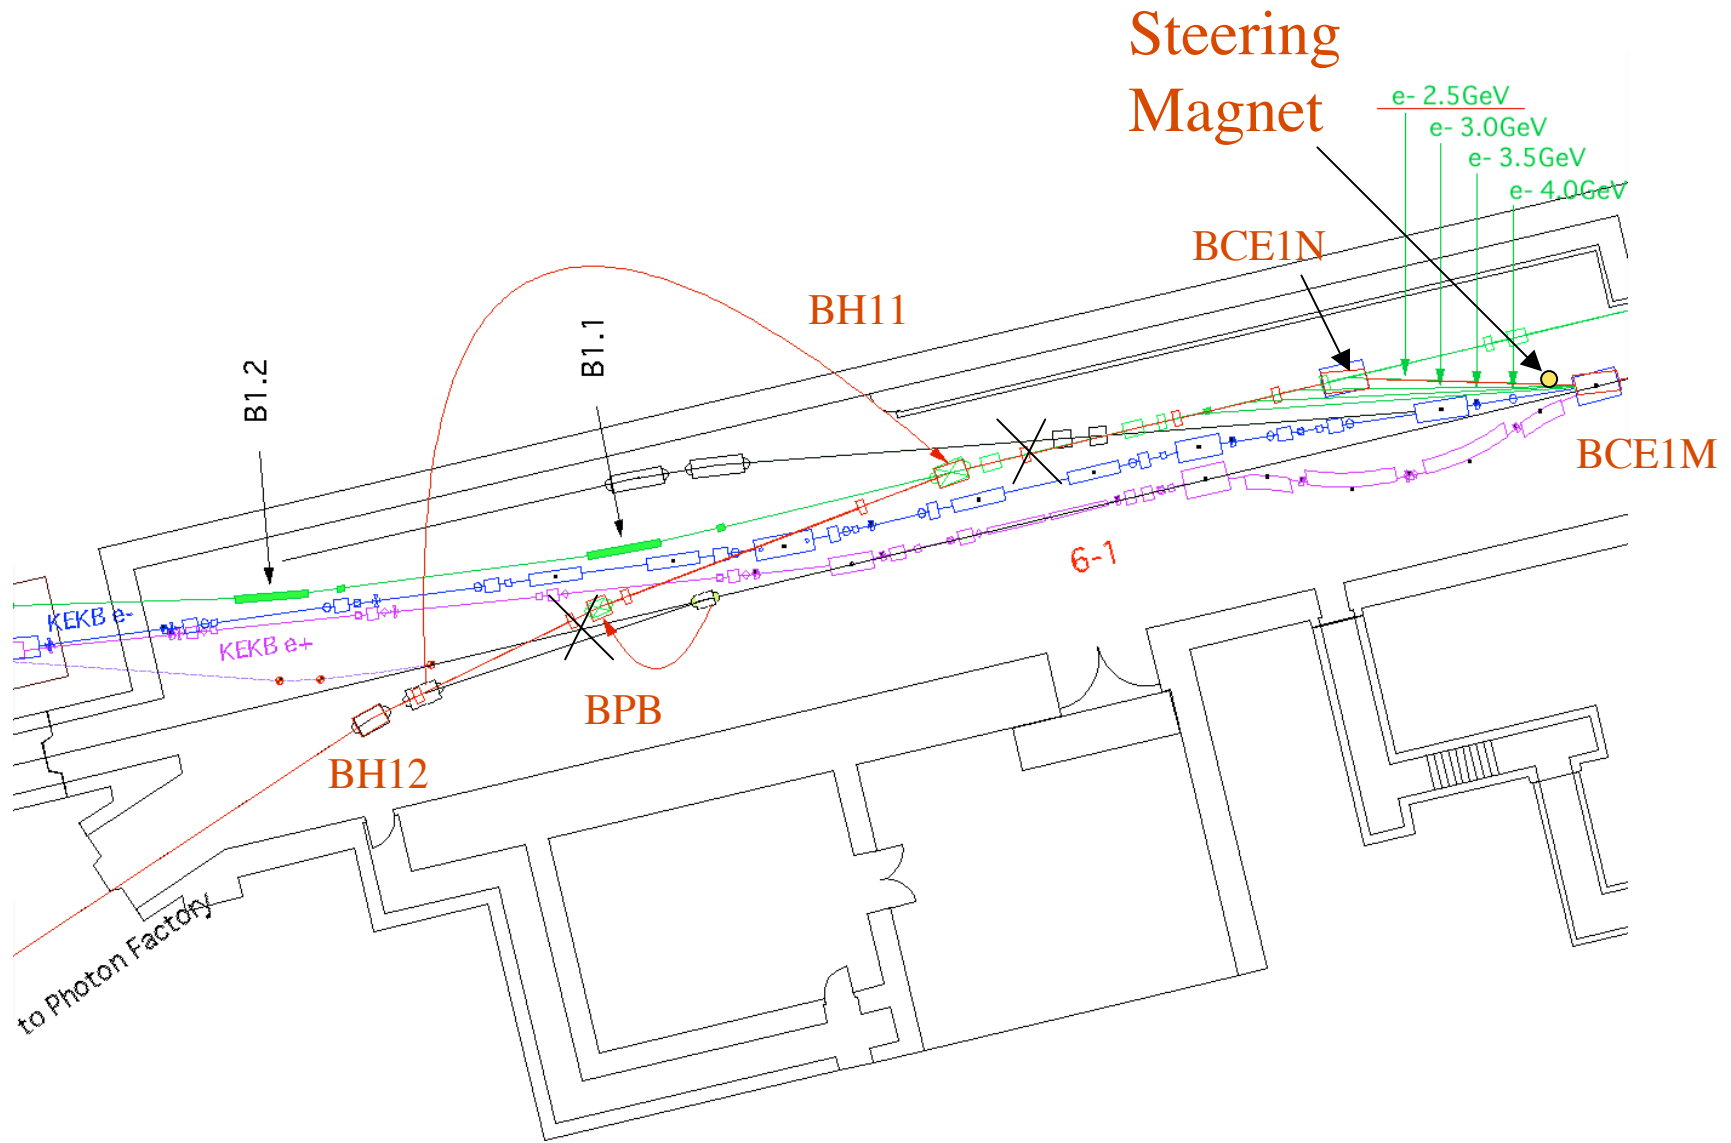 Steering
Magnet
e- 2.5GeV
e- 3.0GeV
e- 3.5GeV
e- 4.0GeV
BCE1N
BH11
B1.1
B1.2
BCE1M
6-1
KEKB e-
KEKB e+
BPB
BH12
to Photon Factory